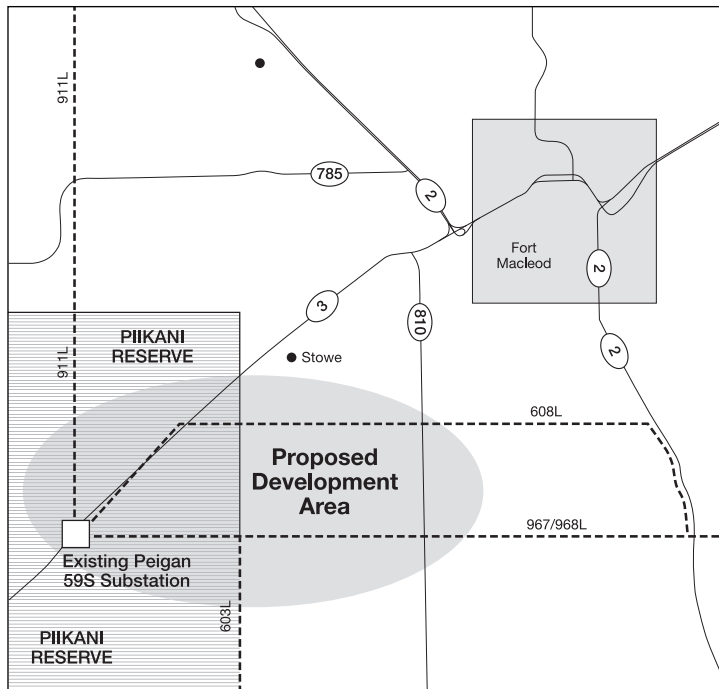 911L
785
2
Fort
Macleod
2
3
810
2
PIIKANI
RESERVE
911L
Stowe
608L
Proposed
Development
Area
967/968L
Existing Peigan
59S Substation
603L
PIIKANI
RESERVE